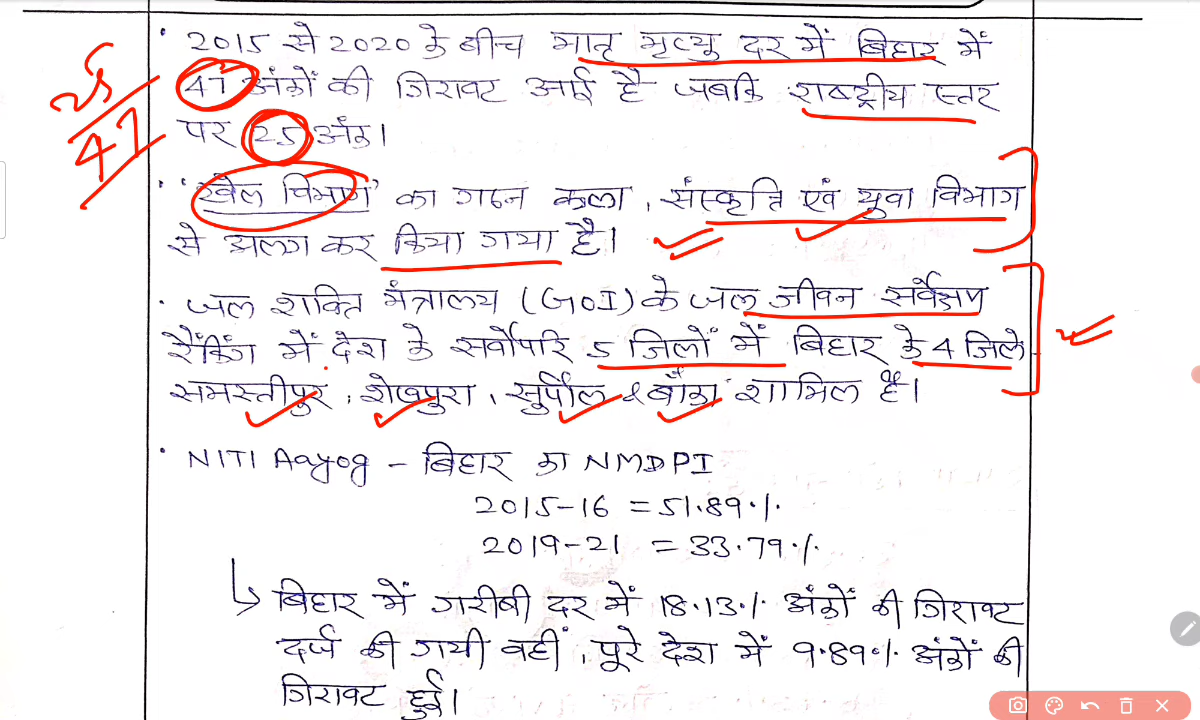 • 2015 से 2020 के बीच मातृ मृत्यु दर में बिहार में
47 अंकों की गिरावट आई है जबकि राष्ट्रीय स्तर
पर 25 अंक।
• 'खेल विभाग' का गठन कला, संस्कृति एवं युवा विभाग
से अलग कर किया गया है।
• जल शक्ति मंत्रालय (GOI) के जल जीवन सर्वेक्षण
रैंकिंग में देश के सर्वोपरि 5 जिलों में बिहार के 4 जिले
समस्तीपुर, शेखपुरा, सुपौल & बाँका शामिल है।
• NITI Aayog – बिहार का NMDPI
2015-16 = 51.89%
2019-21 = 33.79%
↳ बिहार में गरीबी दर में 18.13% अंकों की गिरावट
दर्ज की गयी वहीं, पूरे देश में 9.89% अंकों की
गिरावट हुई।
25
47